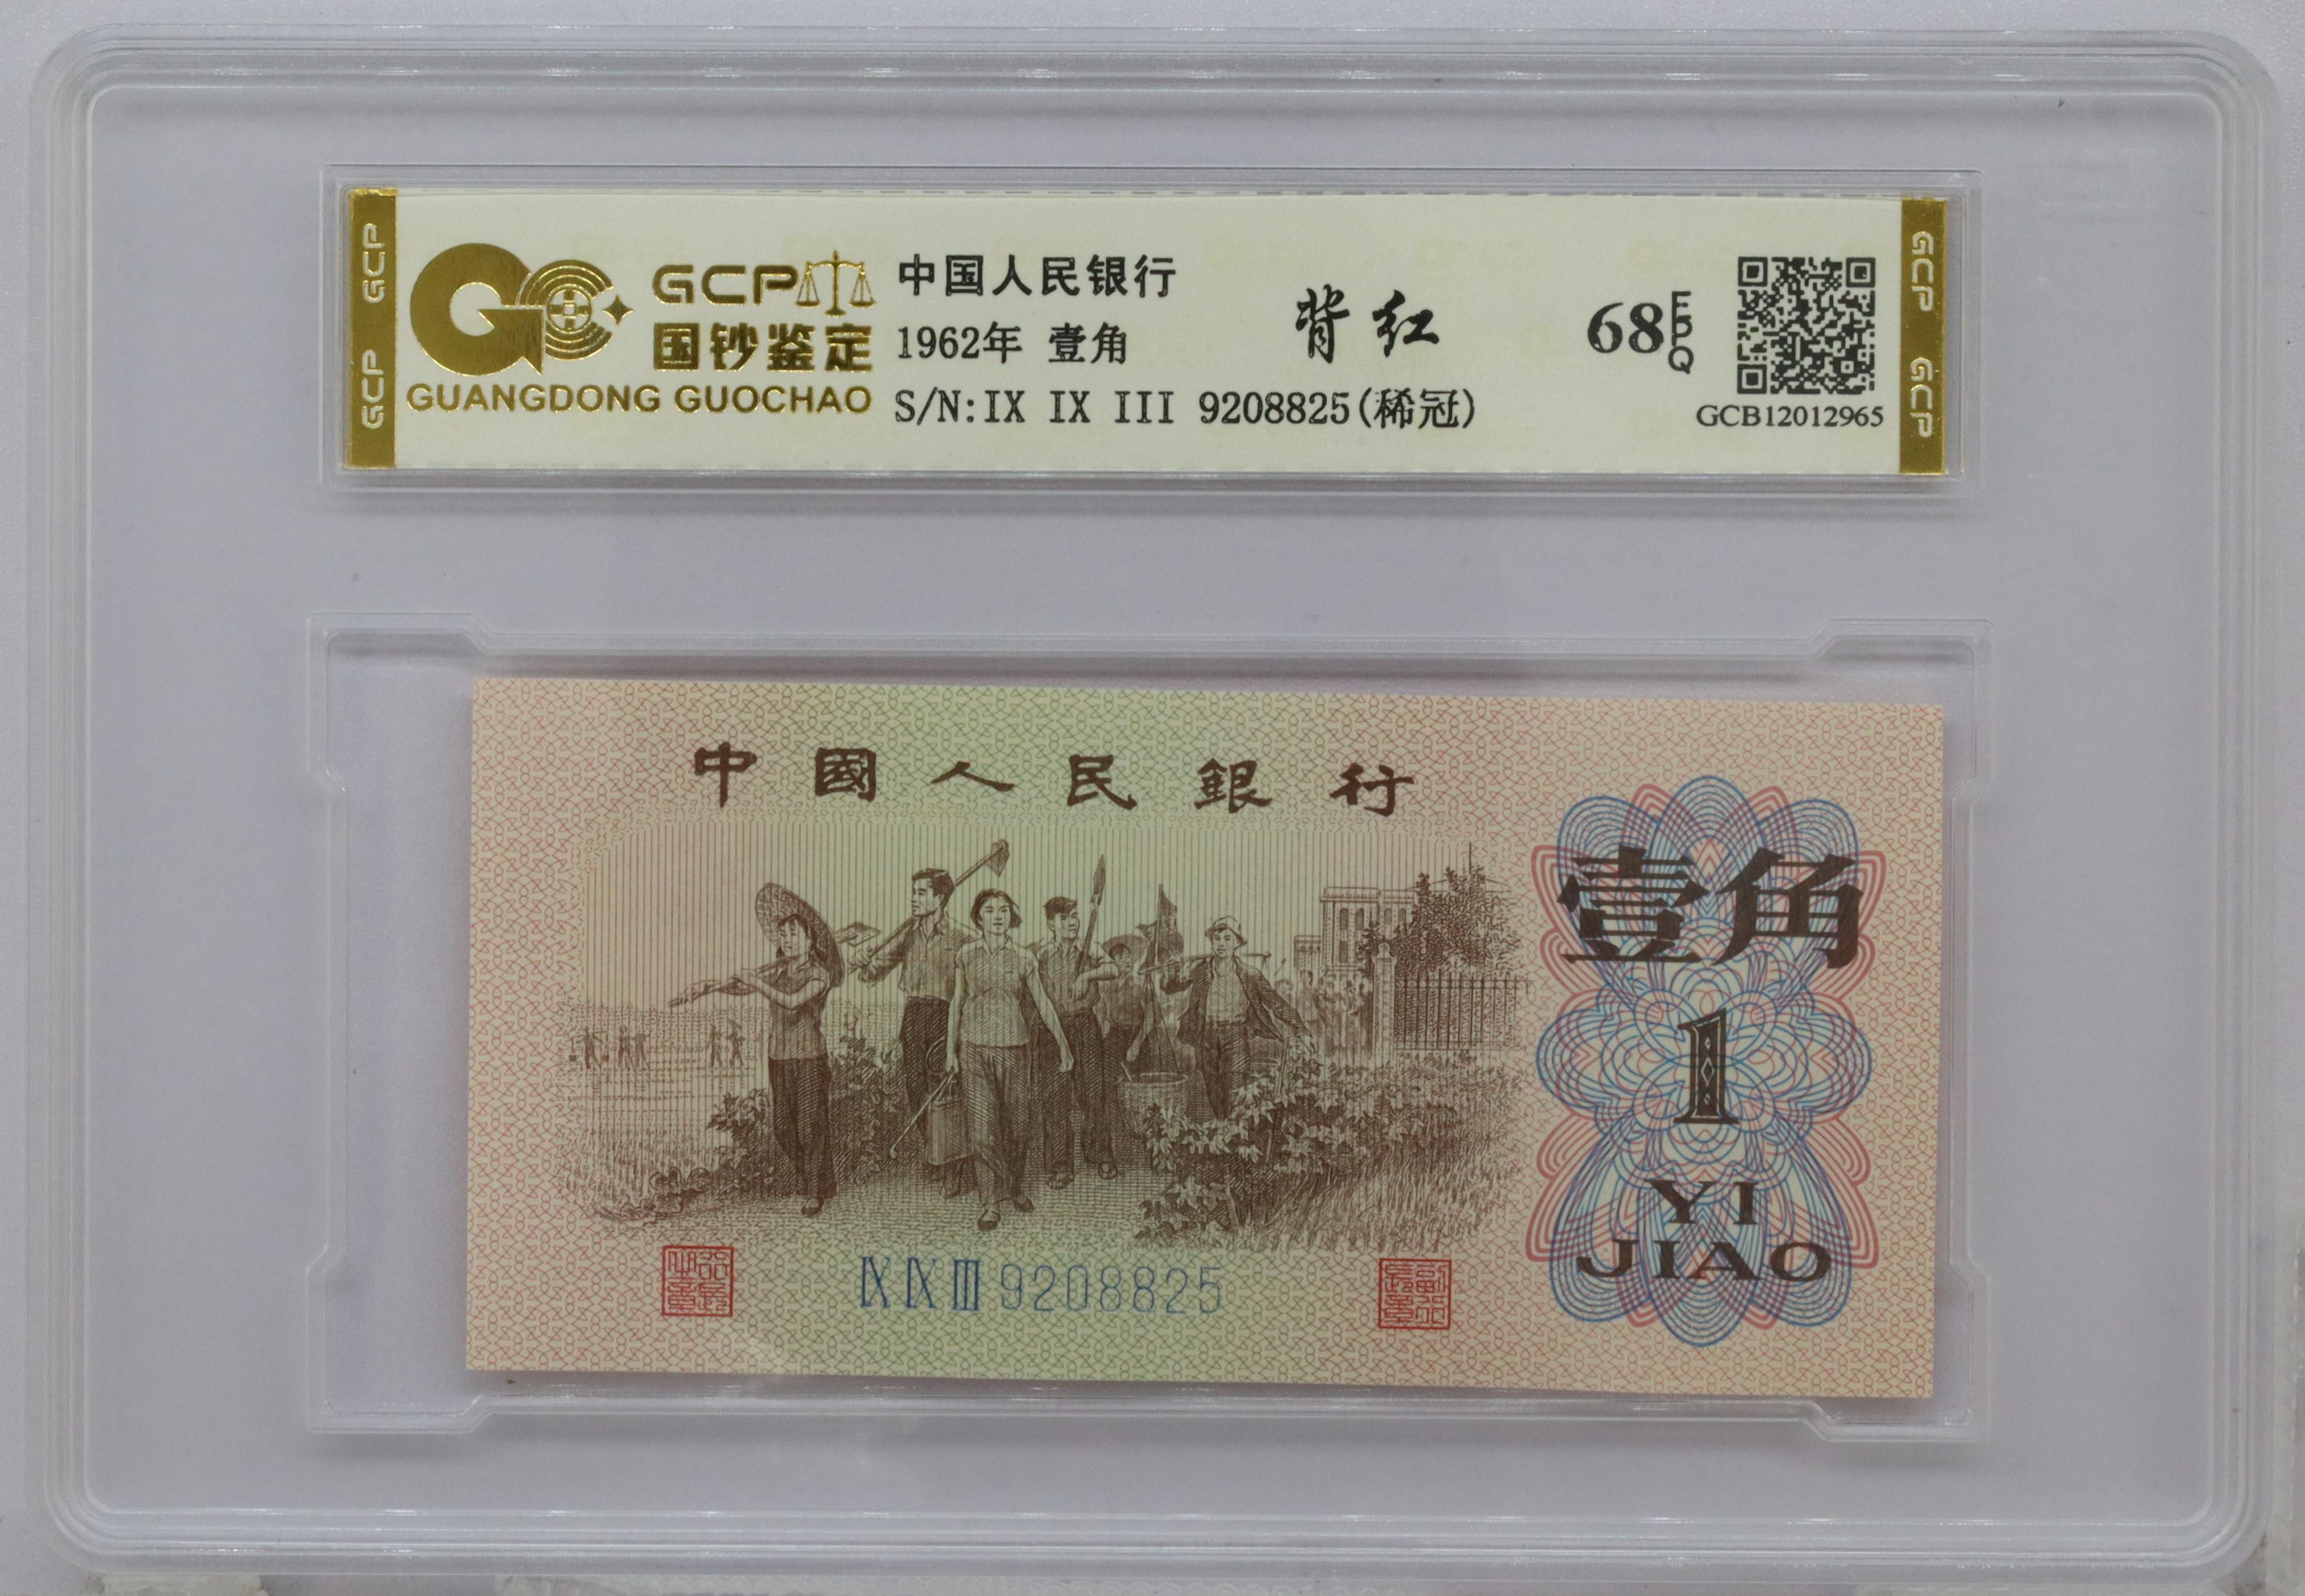 GCP GCP
GCP
国钞鉴定
GUANGDONG GUOCHAO
中国人民银行
1962年 壹角
S/N:IX IX III 9208825(稀冠)
背红
68 EPQ
GCB12012965
GCP GCP
中國人民銀行
壹角
1
YI
JIAO
IX IX III 9208825